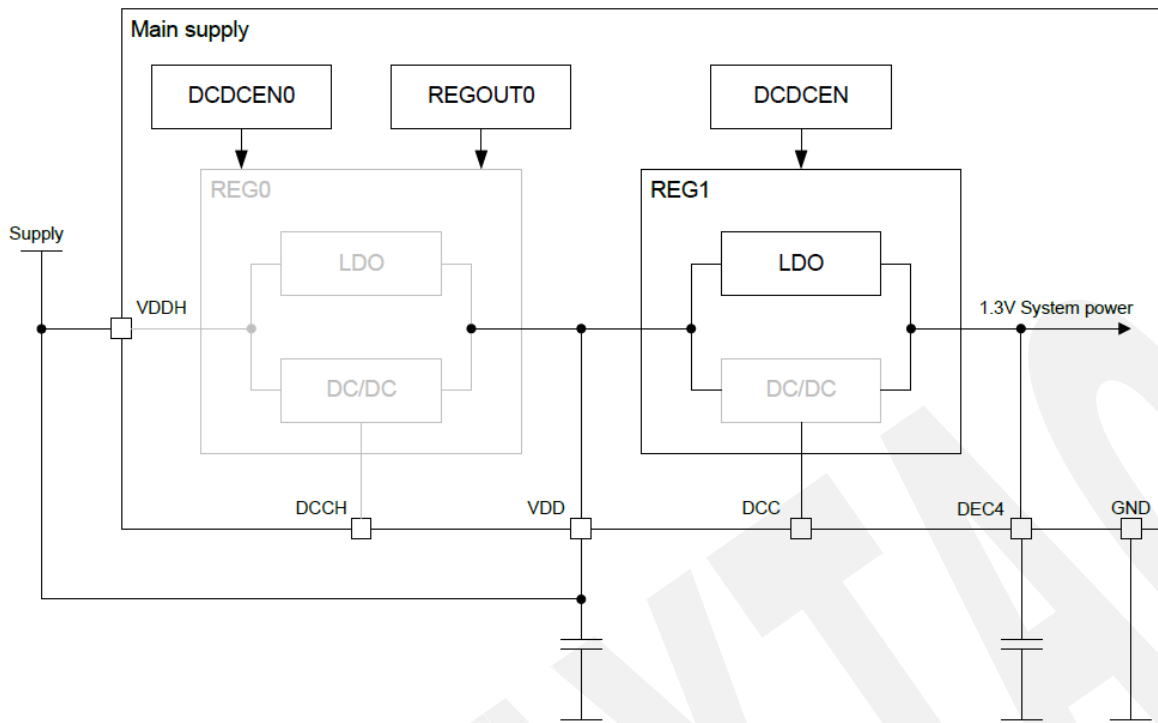 Main supply
DCDCEN0
REGOUT0
DCDCEN
REG0
REG1
Supply
LDO
LDO
VDDH
1.3V System power
DC/DC
DC/DC
DCCH
VDD
DCC
DEC4
GND